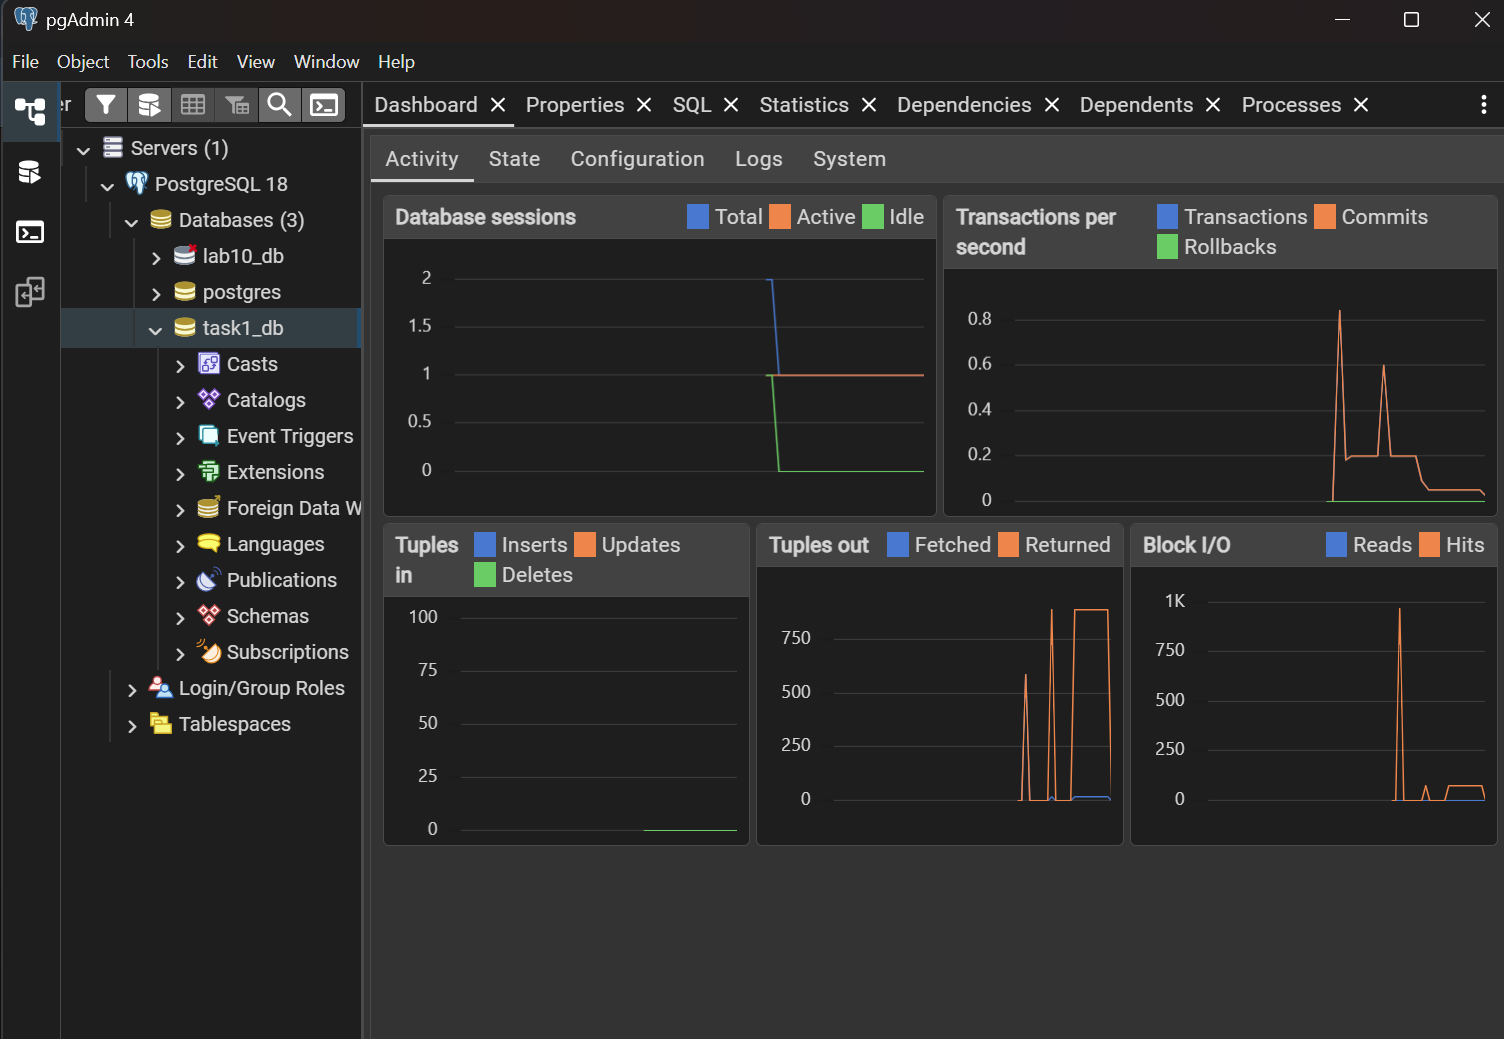 pgAdmin 4
File Object Tools Edit View Window Help
er
Dashboard Properties SQL Statistics Dependencies Dependents Processes
Servers (1)
PostgreSQL 18
Databases (3)
lab10_db
postgres
task1_db
Casts
Catalogs
Event Triggers
Extensions
Foreign Data W
Languages
Publications
Schemas
Subscriptions
Login/Group Roles
Tablespaces
Activity State Configuration Logs System
Database sessions
Total Active Idle
2
1.5
1
0.5
0
Transactions per
second
Transactions Commits
Rollbacks
0.8
0.6
0.4
0.2
0
Tuples
in
Inserts Updates
Deletes
100
75
50
25
0
Tuples out
Fetched Returned
750
500
250
0
Block I/O
Reads Hits
1K
750
500
250
0